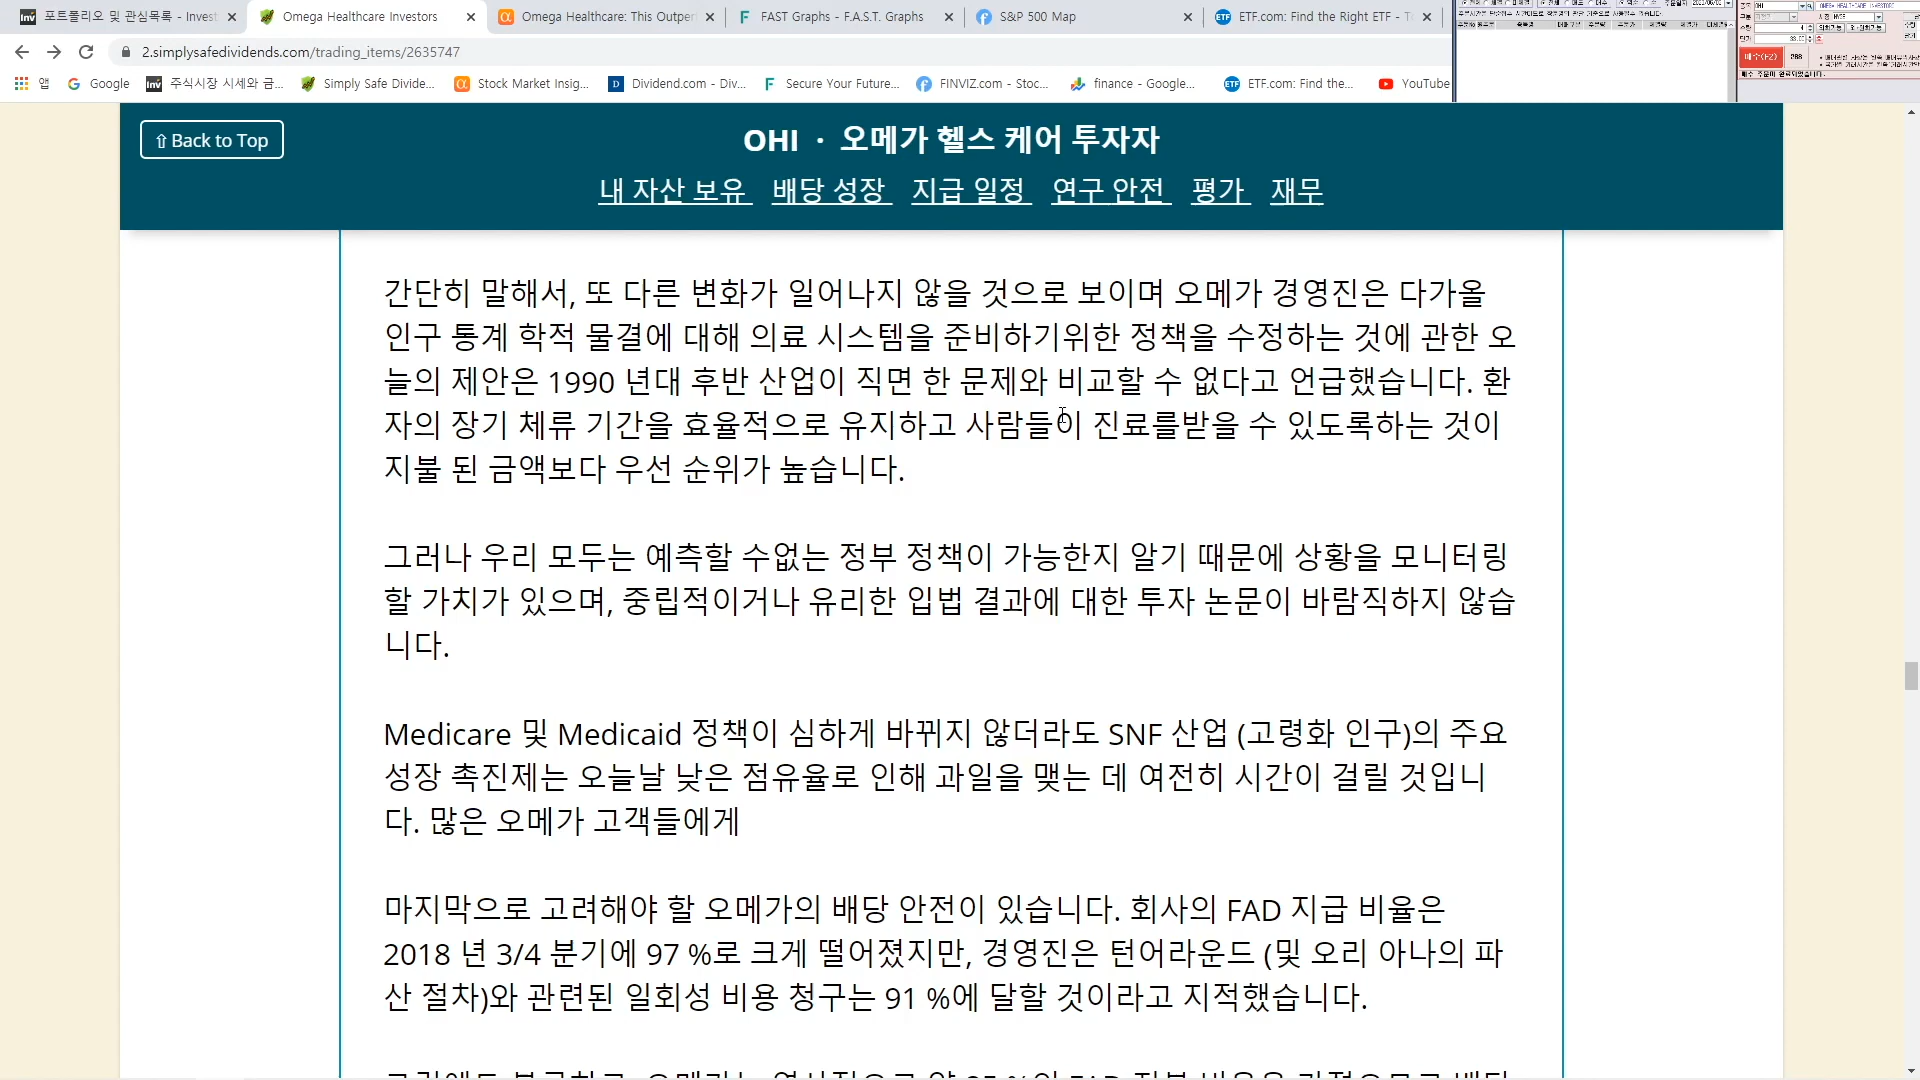 포트폴리오 및 관심목록 - Invest
Omega Healthcare Investors
Omega Healthcare: This Outper
FAST Graphs - F.A.S.T. Graphs
S&P 500 Map
ETF.com: Find the Right ETF - T
2.simplysafedividends.com/trading_items/2635747
앱
Google
주식시장 시세와 금...
Simply Safe Divide...
Stock Market Insig...
Dividend.com - Div...
Secure Your Future...
FINVIZ.com - Stoc...
finance - Google...
ETF.com: Find the...
YouTube
⇧Back to Top
OHI · 오메가 헬스 케어 투자자
내 자산 보유 배당 성장 지급 일정 연구 안전 평가 재무
간단히 말해서, 또 다른 변화가 일어나지 않을 것으로 보이며 오메가 경영진은 다가올
인구 통계 학적 물결에 대해 의료 시스템을 준비하기위한 정책을 수정하는 것에 관한 오
늘의 제안은 1990 년대 후반 산업이 직면 한 문제와 비교할 수 없다고 언급했습니다. 환
자의 장기 체류 기간을 효율적으로 유지하고 사람들이 진료를받을 수 있도록하는 것이
지불 된 금액보다 우선 순위가 높습니다.
그러나 우리 모두는 예측할 수없는 정부 정책이 가능한지 알기 때문에 상황을 모니터링
할 가치가 있으며, 중립적이거나 유리한 입법 결과에 대한 투자 논문이 바람직하지 않습
니다.
Medicare 및 Medicaid 정책이 심하게 바뀌지 않더라도 SNF 산업 (고령화 인구)의 주요
성장 촉진제는 오늘날 낮은 점유율로 인해 과일을 맺는 데 여전히 시간이 걸릴 것입니
다. 많은 오메가 고객들에게
마지막으로 고려해야 할 오메가의 배당 안전이 있습니다. 회사의 FAD 지급 비율은
2018 년 3/4 분기에 97 %로 크게 떨어졌지만, 경영진은 턴어라운드 (및 오리 아나의 파
산 절차)와 관련된 일회성 비용 청구는 91 %에 달할 것이라고 지적했습니다.